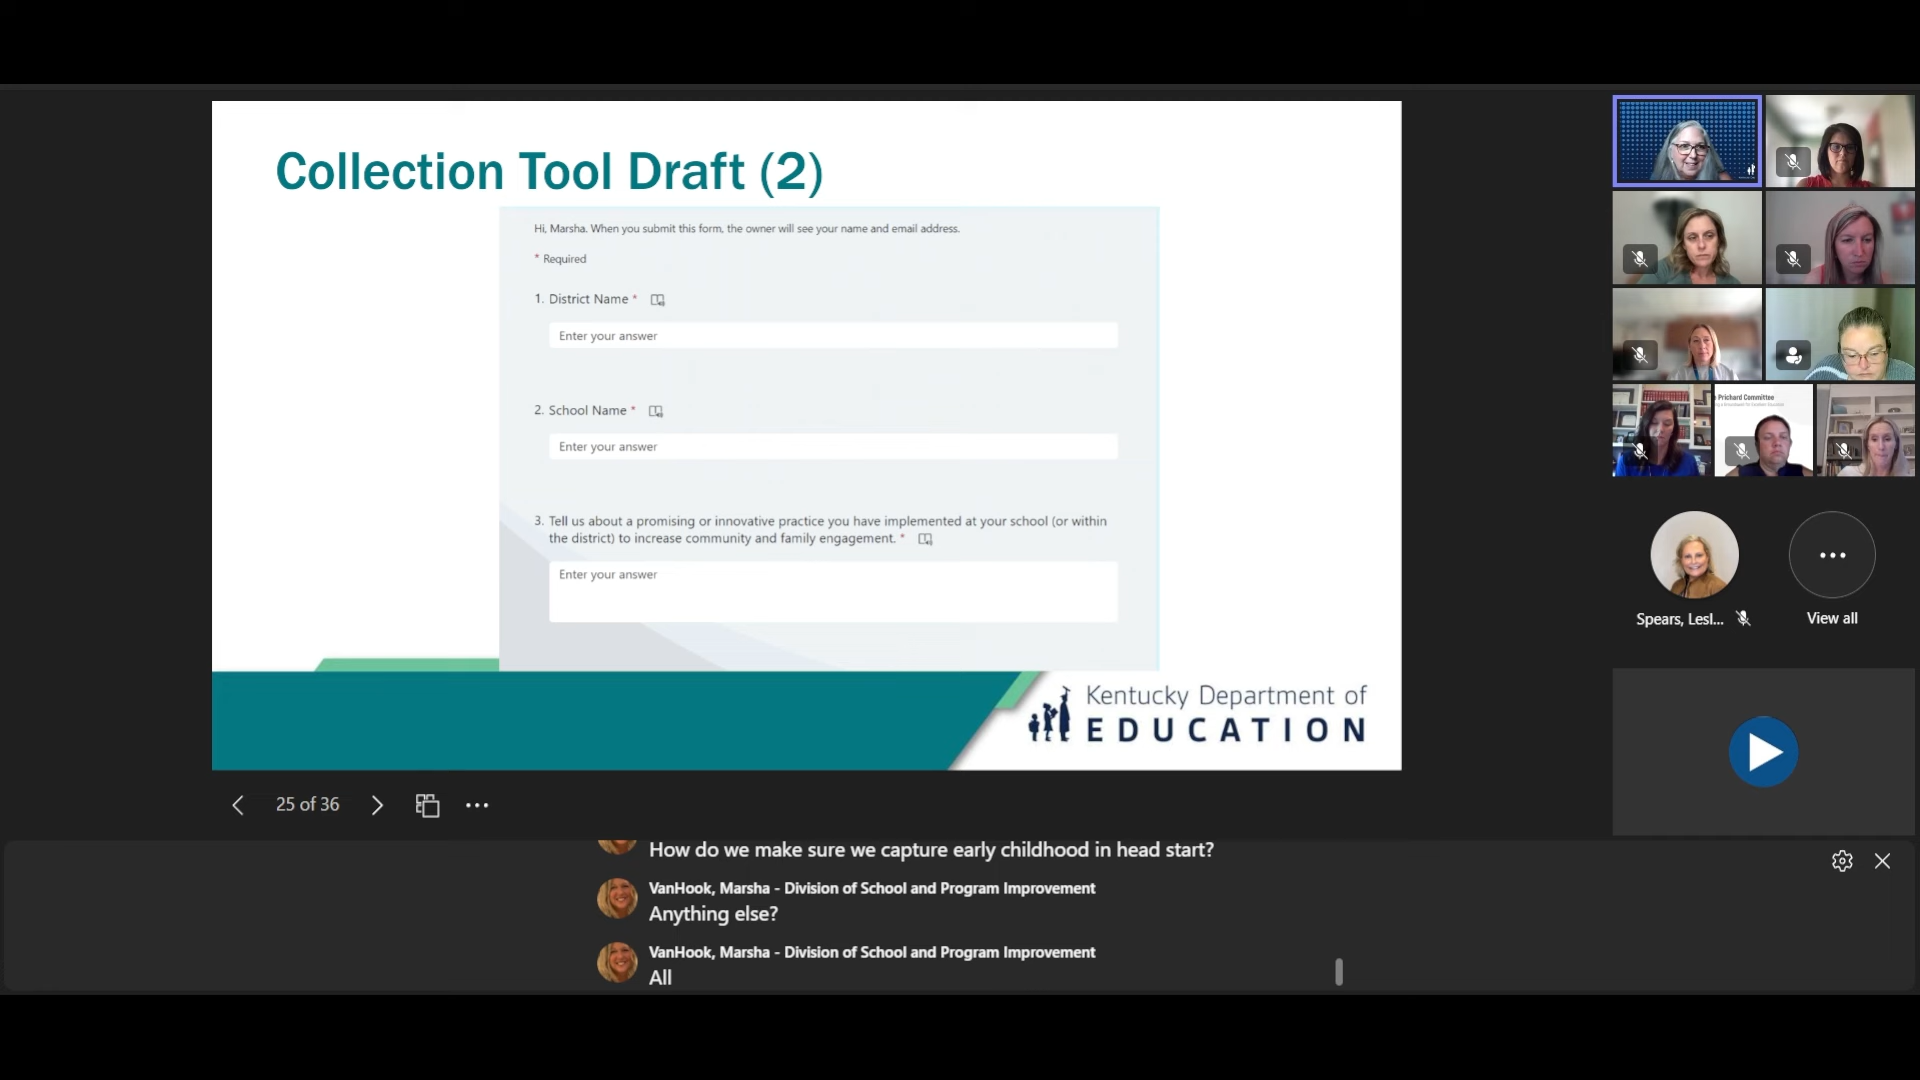 Collection Tool Draft (2)
Hi, Marsha. When you submit this form, the owner will see your name and email address.
* Required
1. District Name *
Enter your answer
2. School Name *
Enter your answer
3. Tell us about a promising or innovative practice you have implemented at your school (or within
the district) to increase community and family engagement. *
Enter your answer
Kentucky Department of
EDUCATION
Prichard Committee
Spears, Lesl...
View all
25 of 36
How do we make sure we capture early childhood in head start?
VanHook, Marsha - Division of School and Program Improvement
Anything else?
VanHook, Marsha - Division of School and Program Improvement
All